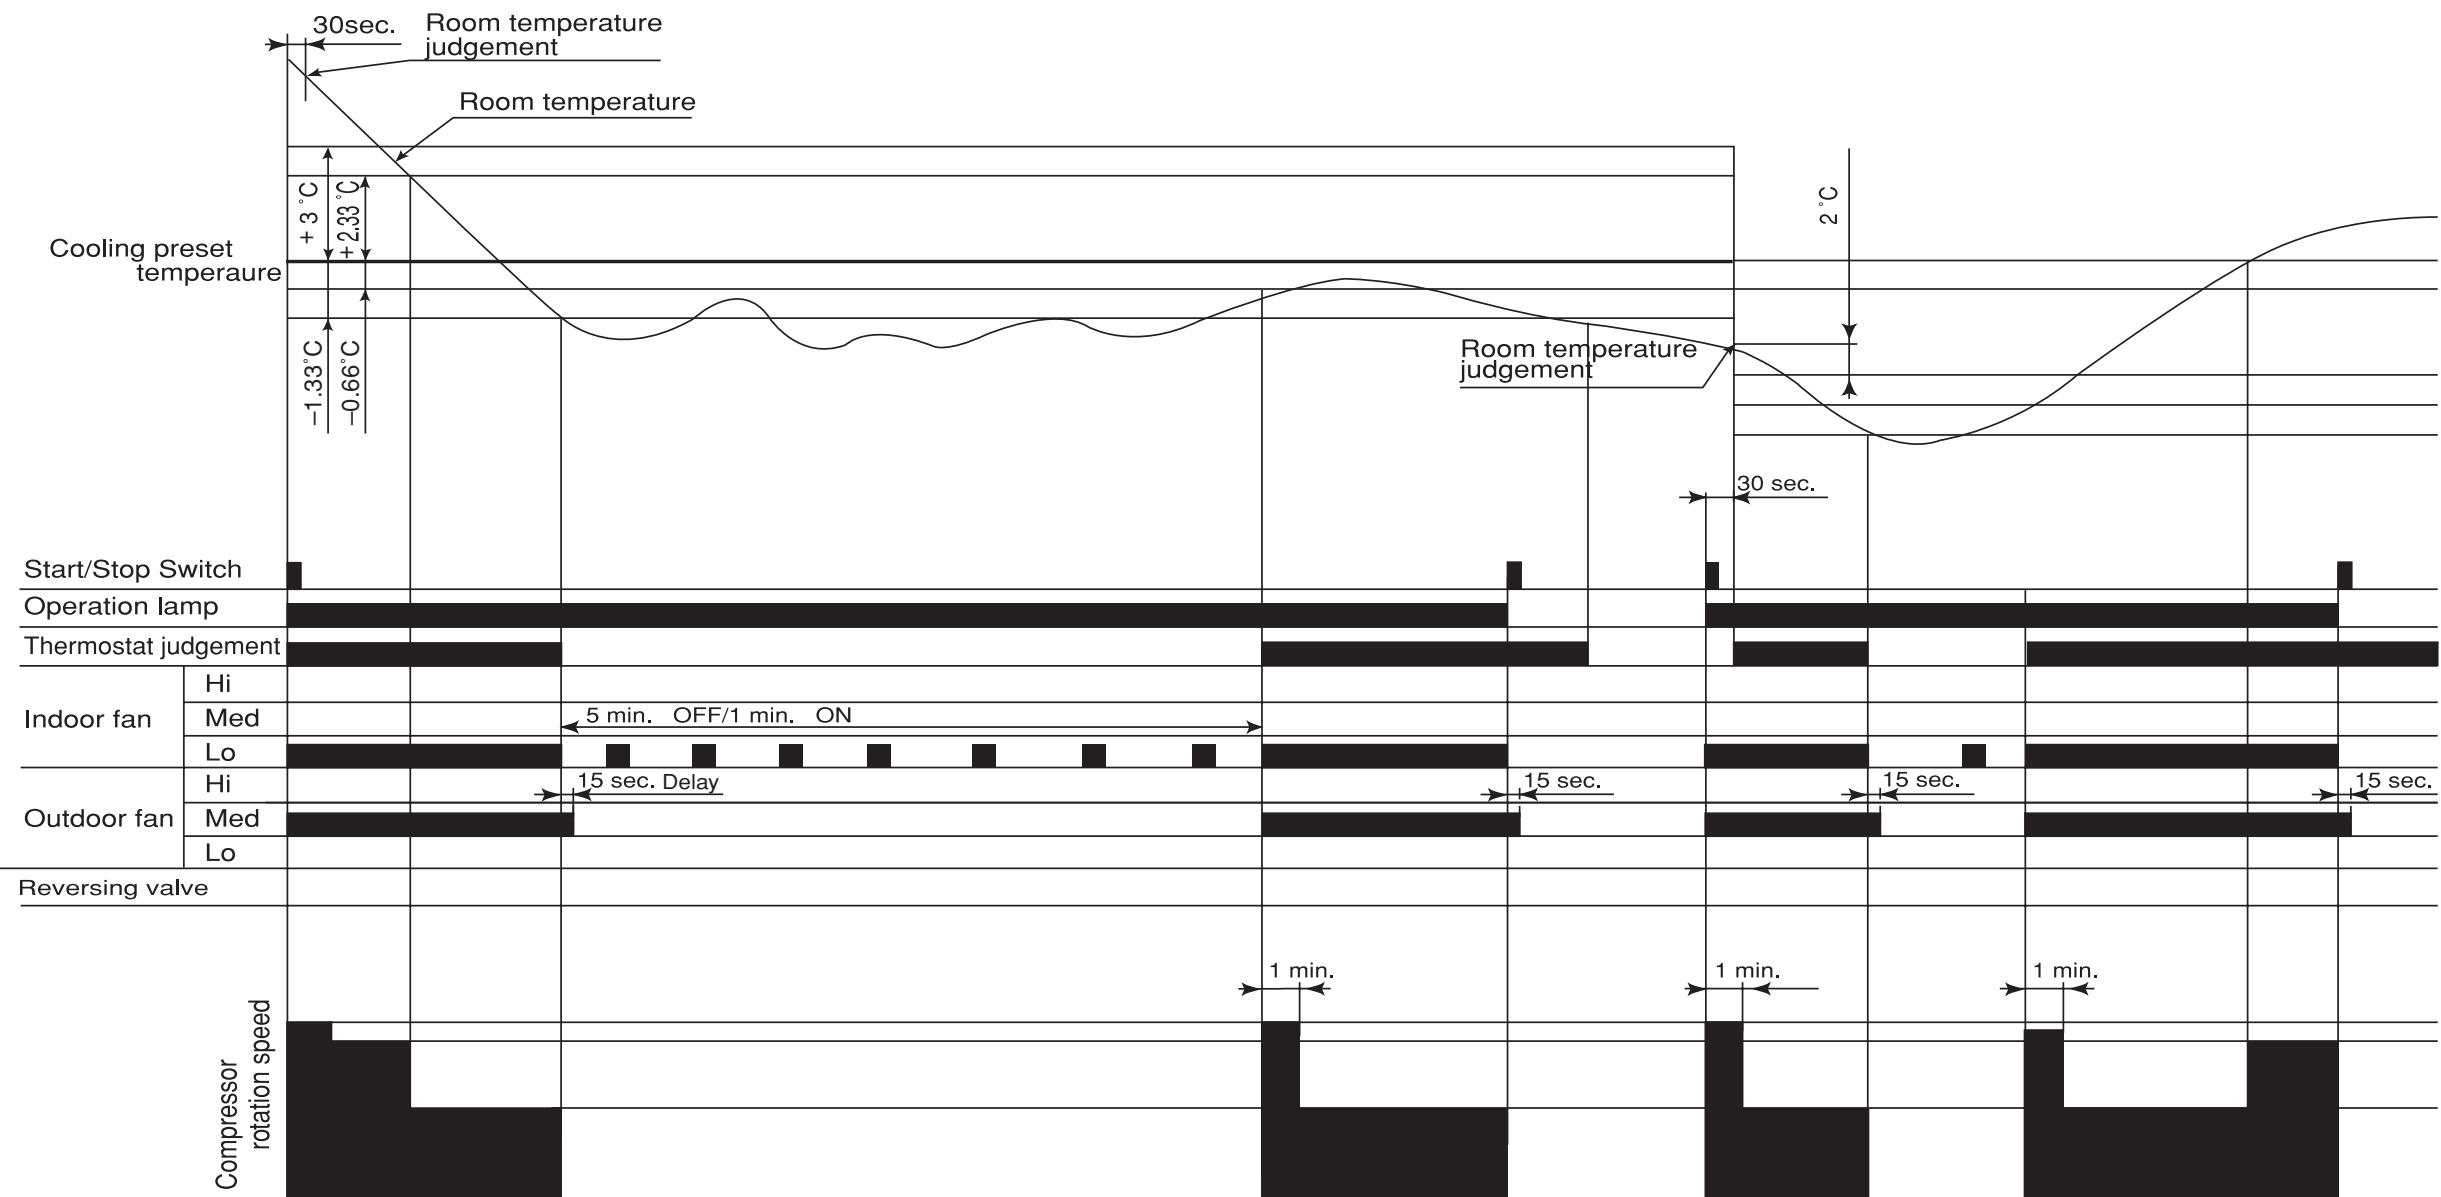 30sec.
Room temperature
judgement
Room temperature
+ 3 ˚C
+ 2.33 ˚C
2 ˚C
Cooling preset
temperaure
−1.33˚C
−0.66˚C
Room temperature
judgement
30 sec.
Start/Stop Switch
Operation lamp
Thermostat judgement
Indoor fan
Hi
Med
Lo
5 min. OFF/1 min. ON
Outdoor fan
Hi
Med
Lo
15 sec. Delay
15 sec.
15 sec.
15 sec.
Reversing valve
1 min.
1 min.
1 min.
Compressor
rotation speed